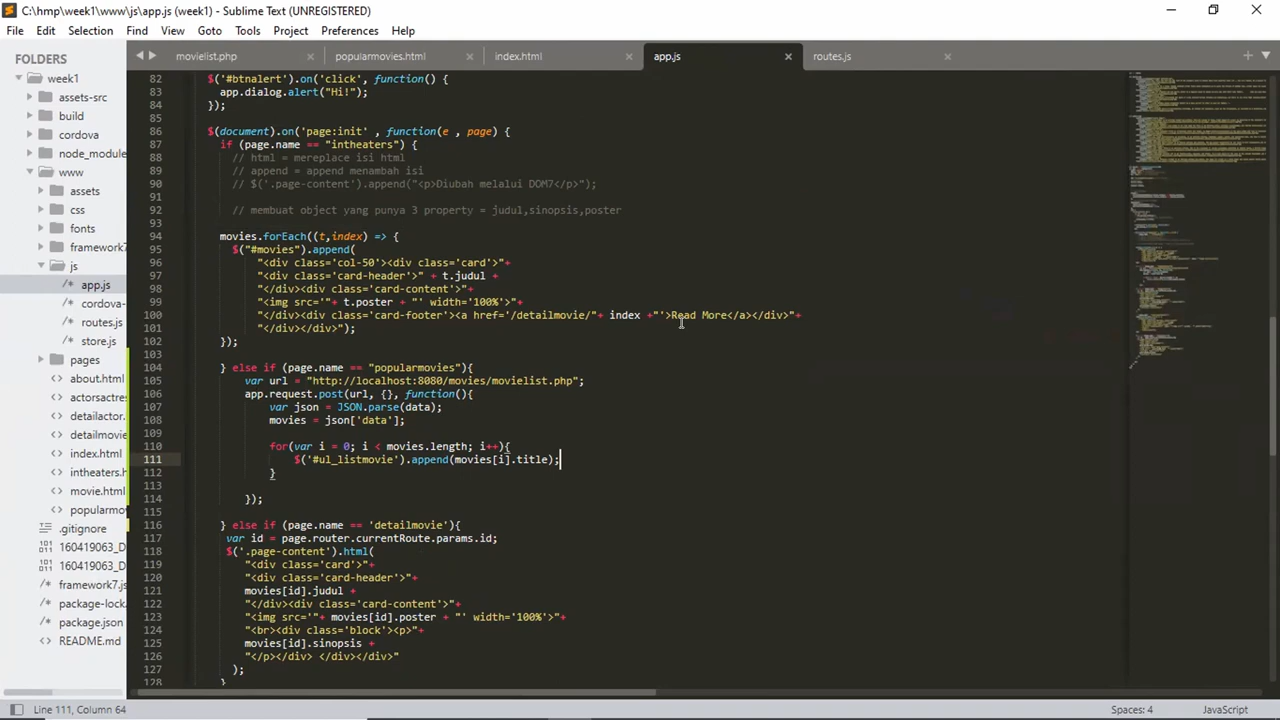 C:\hmp\week1\www\js\app.js (week1) - Sublime Text (UNREGISTERED)
File Edit Selection Find View Goto Tools Project Preferences Help
FOLDERS
week1
assets-src
build
cordova
node_module
www
assets
css
fonts
framework7
js
app.js
cordova-
routes.js
store.js
pages
about.html
actorsactres
detailactor.
detailmovie
index.html
intheaters.h
movie.html
popularmov
.gitignore
160419063_D
160419063_D
framework7.js
package-lock.
package.json
README.md
movielist.php popularmovies.html index.html app.js routes.js
82 $('#btnalert').on('click', function() {
83 app.dialog.alert("Hi!");
84 });
85
86 $(document).on('page:init' , function(e , page) {
87 if (page.name == "intheaters") {
88 // html = mereplace isi html
89 // append = append menambah isi
90 // $('.page-content').append("<p>Diubah melalui DOM7</p>");
91
92 // membuat object yang punya 3 property = judul,sinopsis,poster
93
94 movies.forEach((t,index) => {
95 $("#movies").append(
96 "<div class='col-50'><div class='card'>"+
97 "<div class='card-header'>" + t.judul +
98 "</div><div class='card-content'>"+
99 "<img src='"+ t.poster + "' width='100%'>"+
100 "</div><div class='card-footer'><a href='/detailmovie/"+ index +"'>Read More</a></div>"+
101 "</div></div>");
102 });
103
104 } else if (page.name == "popularmovies") {
105 var url = "http://localhost:8080/movies/movielist.php";
106 app.request.post(url, {}, function(){
107 var json = JSON.parse(data);
108 movies = json['data'];
109
110 for(var i = 0; i < movies.length; i++){
111 $('#ul_listmovie').append(movies[i].title);
112 }
113
114 });
115
116 } else if (page.name == 'detailmovie'){
117 var id = page.router.currentRoute.params.id;
118 $('.page-content').html(
119 "<div class='card'>"+
120 "<div class='card-header'>"+
121 movies[id].judul +
122 "</div><div class='card-content'>"+
123 "<img src='"+ movies[id].poster + "' width='100%'>"+
124 "<br><div class='block'><p>"+
125 movies[id].sinopsis +
126 "</p></div> </div></div>"
127 );
128 }
Line 111, Column 64 Spaces: 4 JavaScript